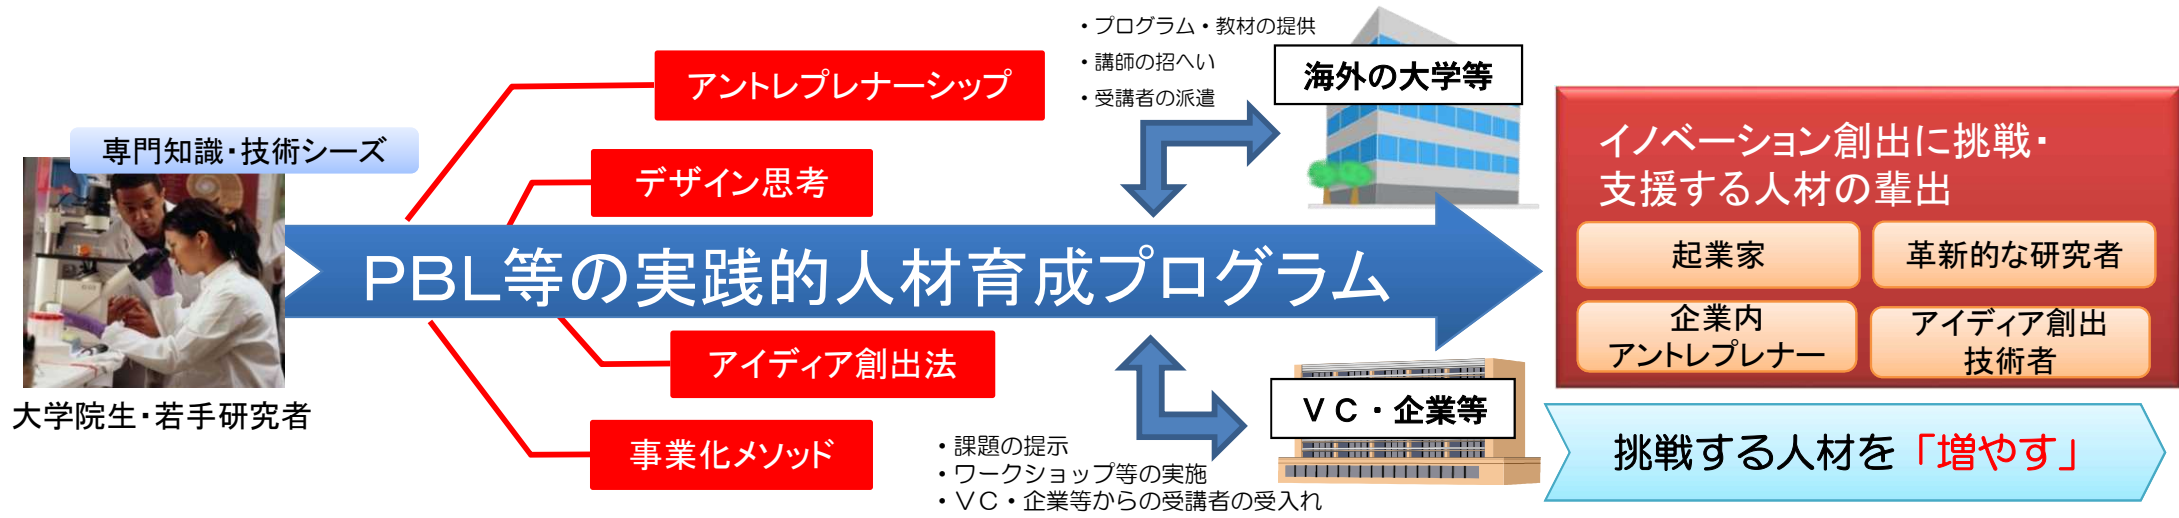 ・プログラム・教材の提供
・講師の招へい
・受講者の派遣
海外の大学等
アントレプレナーシップ
専門知識・技術シーズ
デザイン思考
イノベーション創出に挑戦・
支援する人材の輩出
起業家
革新的な研究者
企業内
アントレプレナー
アイディア創出
技術者
PBL等の実践的人材育成プログラム
大学院生・若手研究者
アイディア創出法
事業化メソッド
VC・企業等
・課題の提示
・ワークショップ等の実施
・VC・企業等からの受講者の受入れ
挑戦する人材を「増やす」